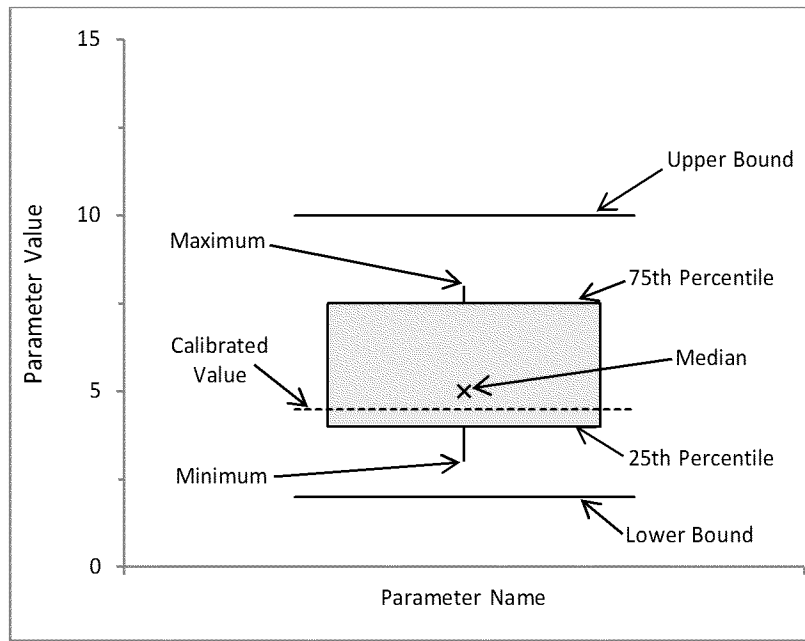 15
Upper Bound
10
Maximum
75th Percentile
Parameter Value
Calibrated
Value
Median
5
Minimum
25th Percentile
Lower Bound
0
Parameter Name